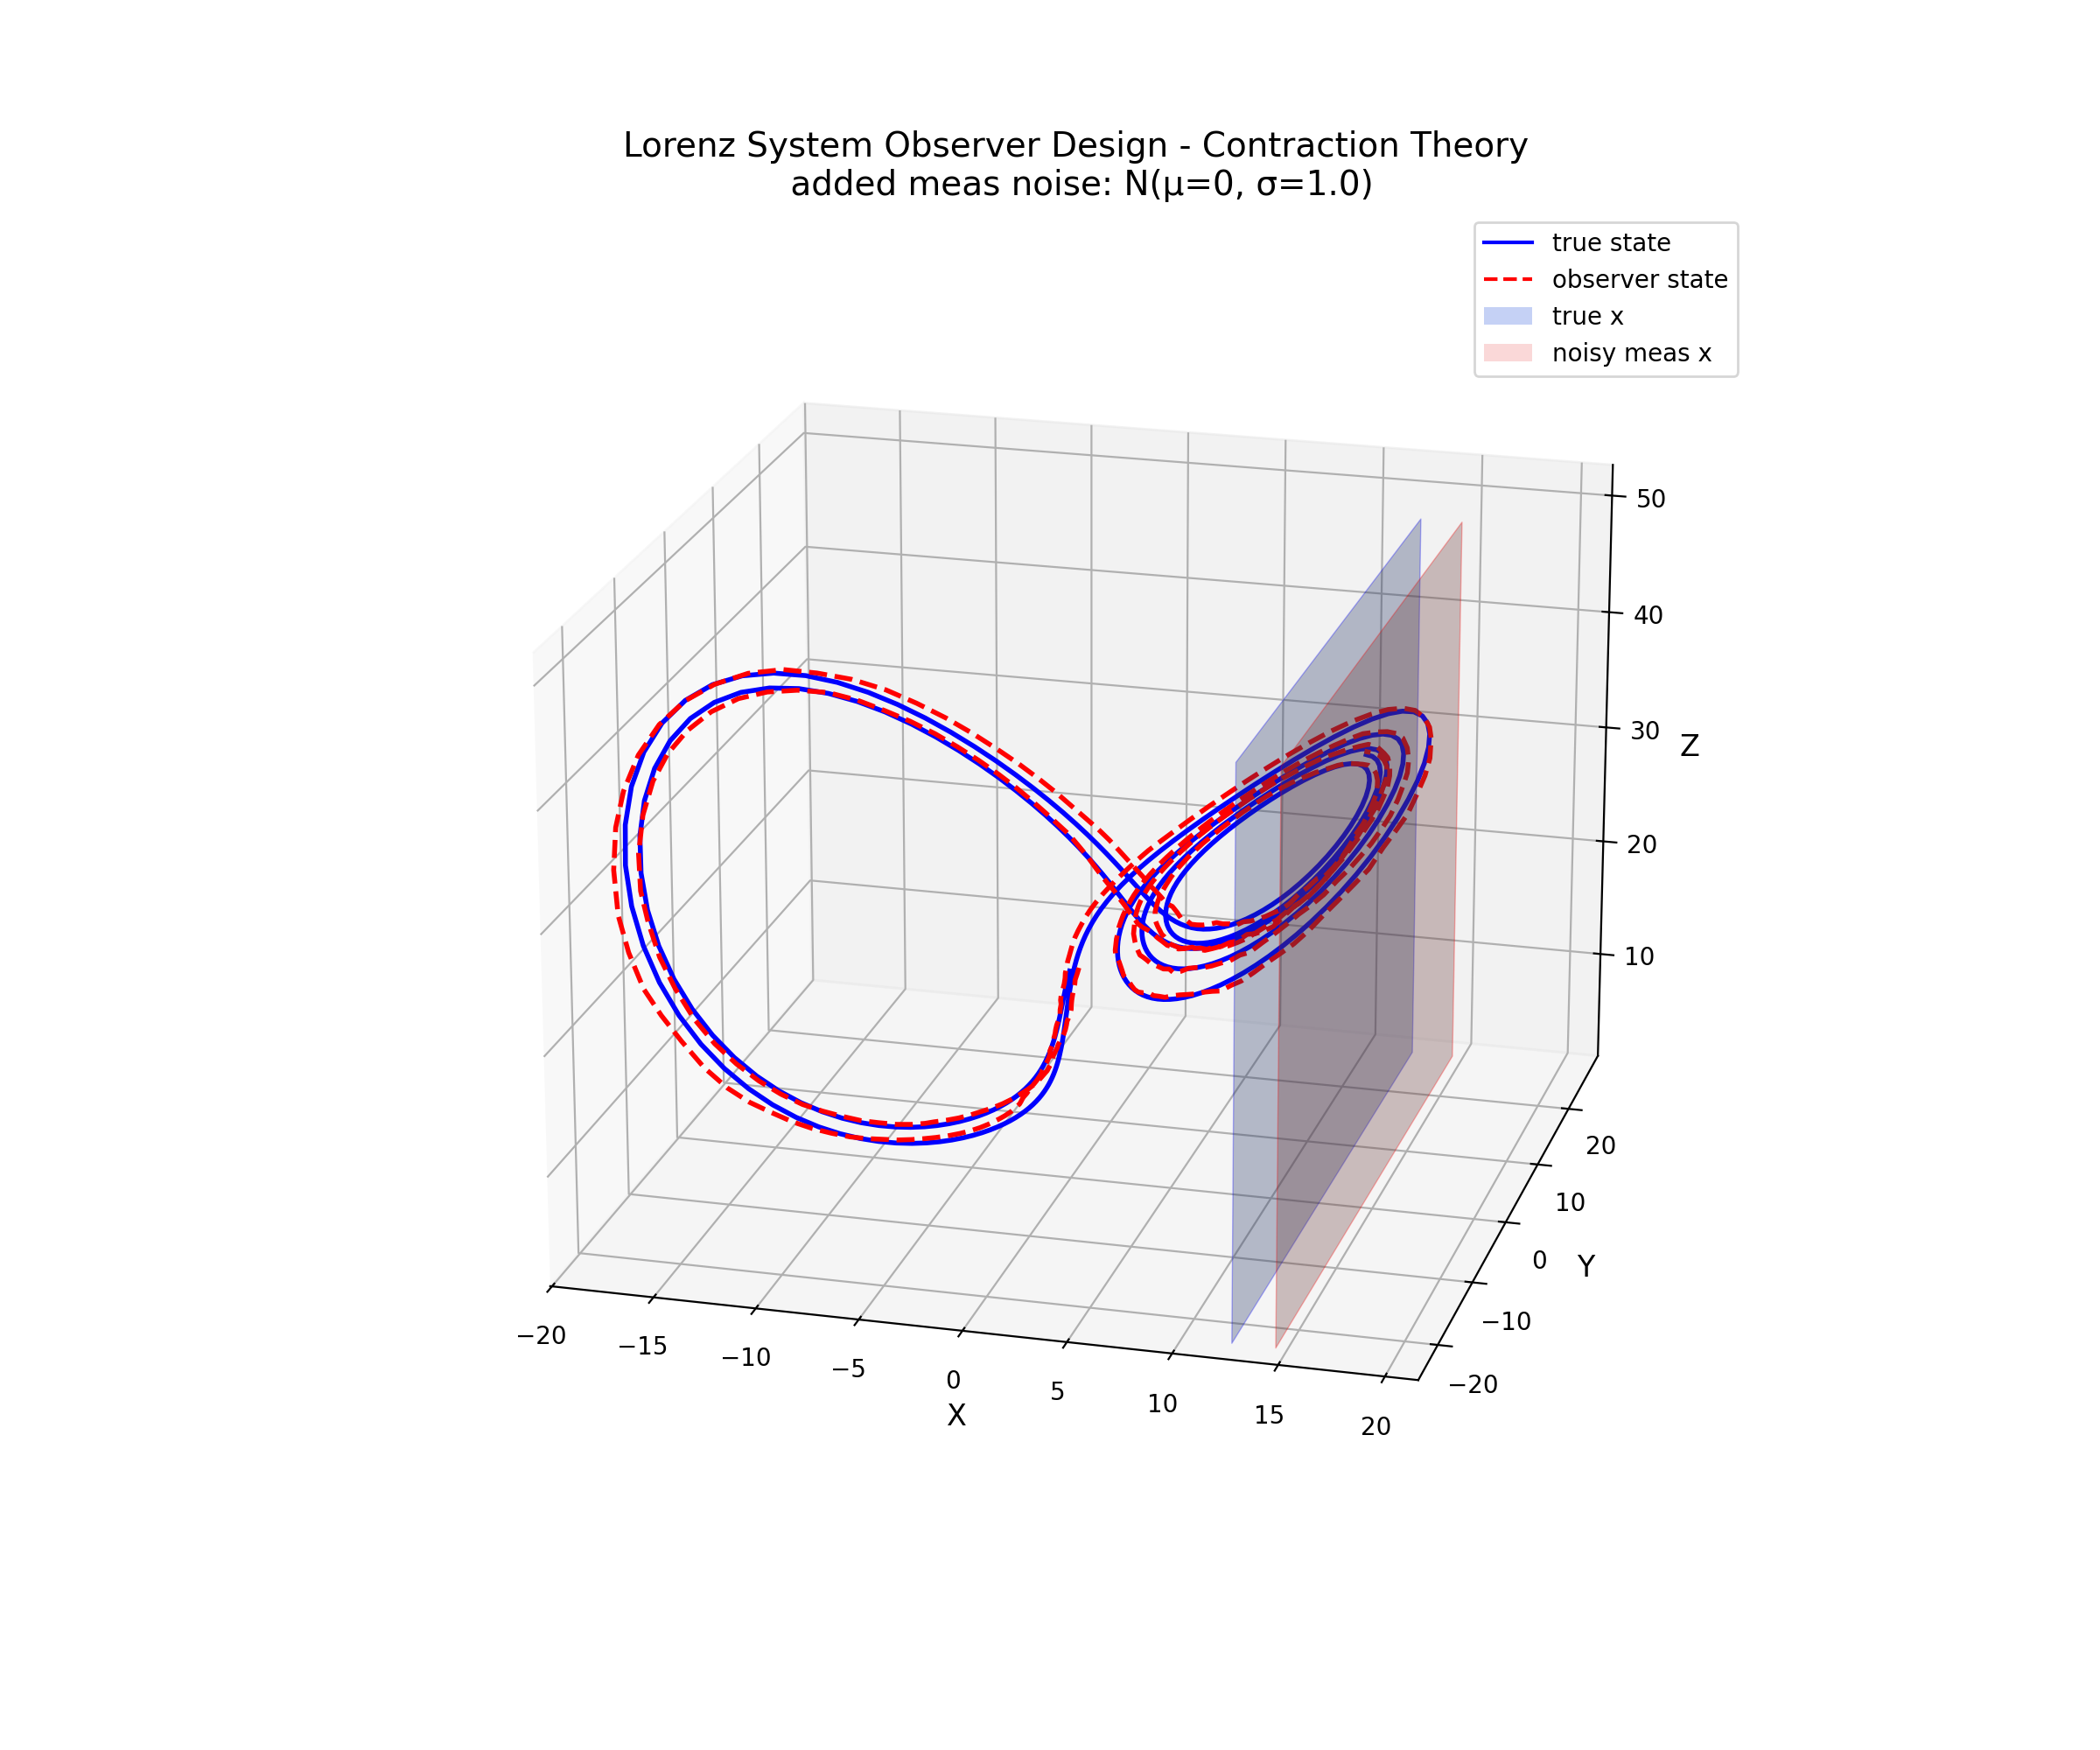 Lorenz System Observer Design - Contraction Theory
added meas noise: N(μ=0, σ=1.0)
true state
observer state
true x
noisy meas x
50
40
30
Z
20
10
20
10
0
Y
−10
−20
−20
−15
−10
−5
0
5
10
15
20
X